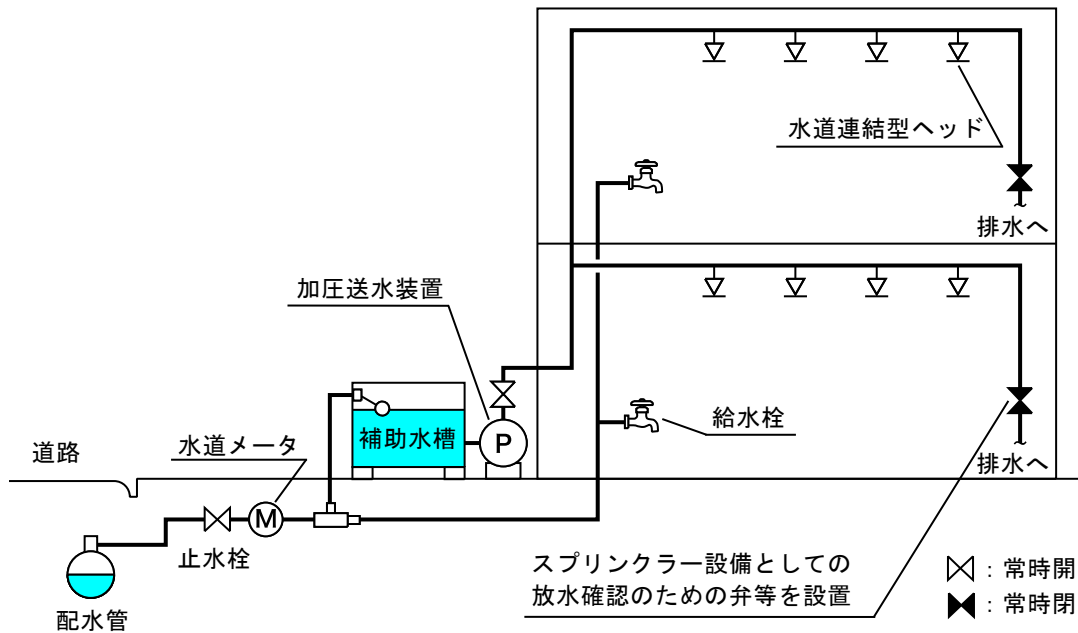 水道連結型ヘッド
排水へ
加圧送水装置
給水栓
補助水槽
P
道路
水道メータ
排水へ
M
止水栓
配水管
スプリンクラー設備としての
放水確認のための弁等を設置
:常時開
:常時閉